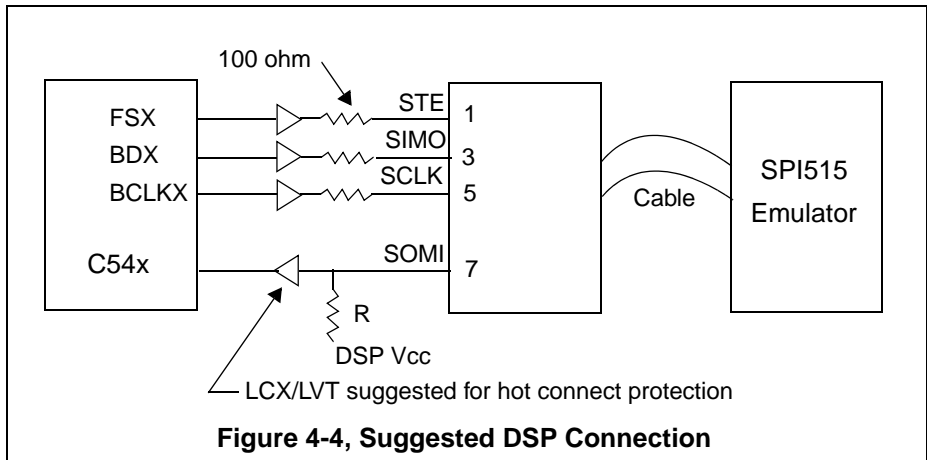 100 ohm
FSX
STE
1
BDX
SIMO
3
BCLKX
SCLK
5
Cable
SPI515
Emulator
C54x
SOMI
7
R
DSP Vcc
LCX/LVT suggested for hot connect protection
Figure 4-4, Suggested DSP Connection